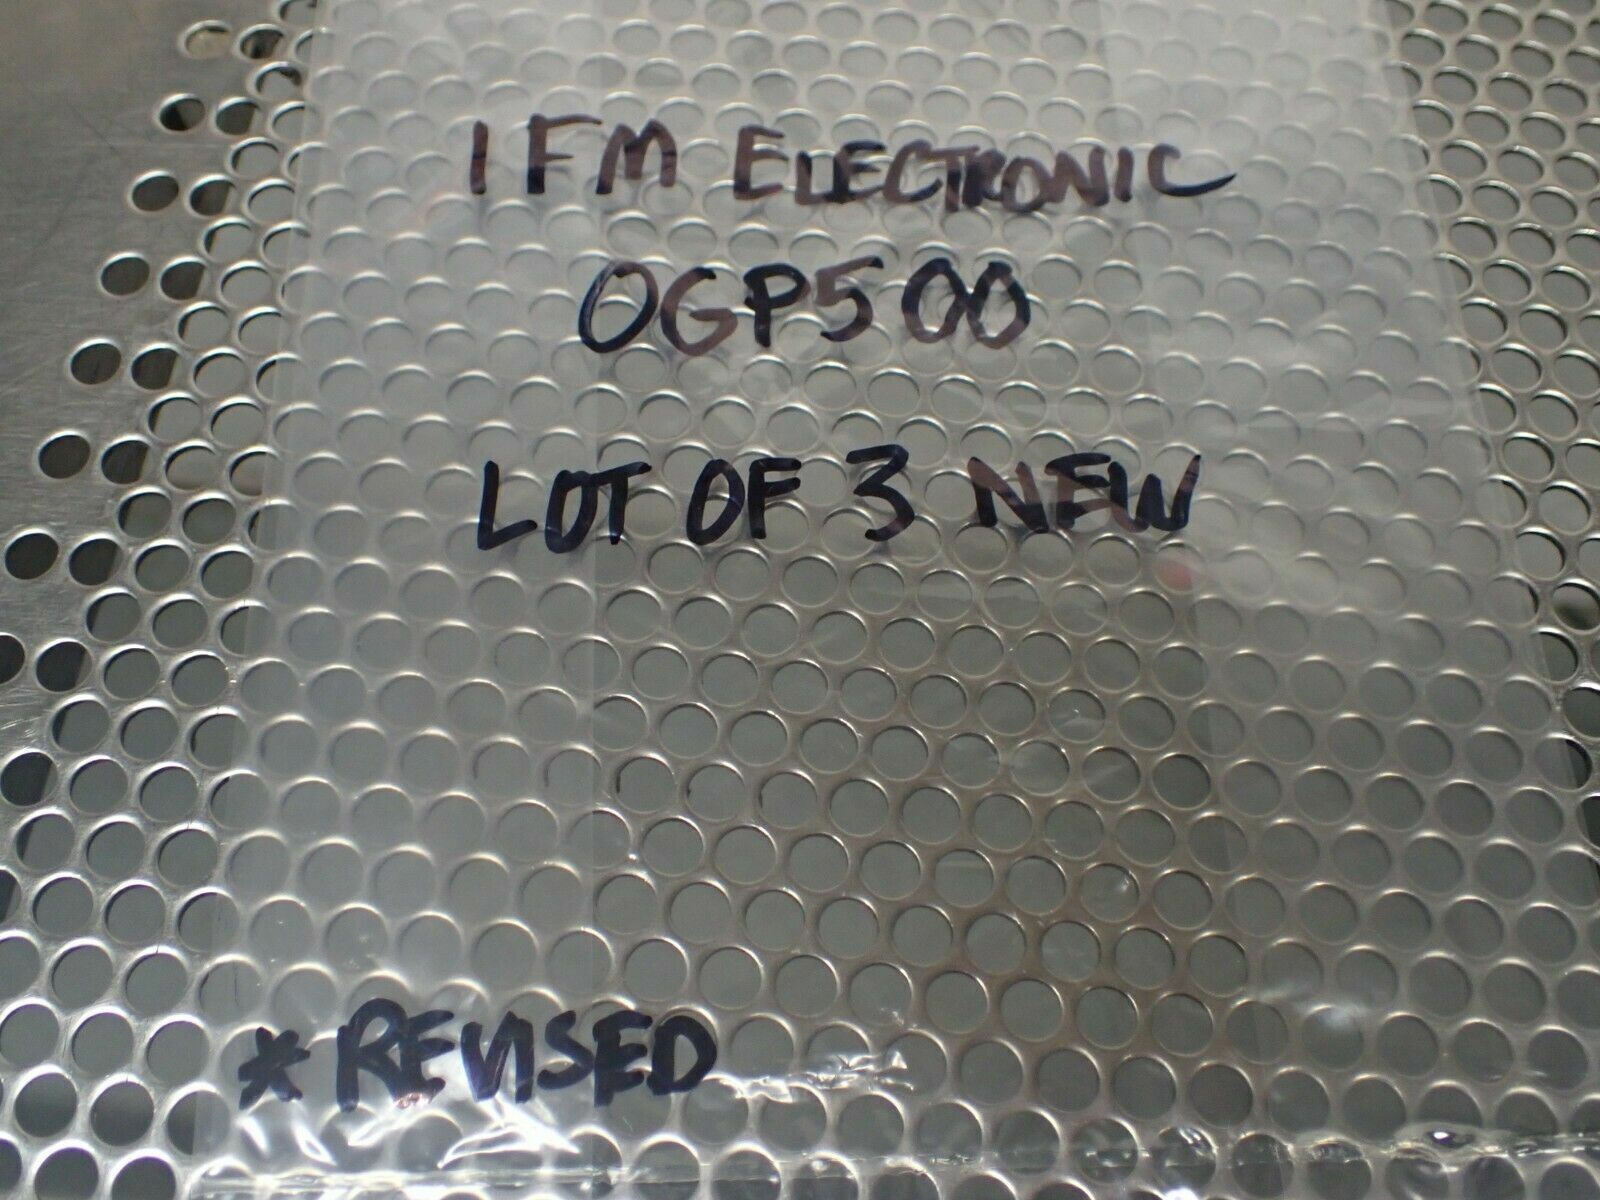 IFM ELECTRONIC
OGP500
LOT OF 3 NEW
* REVISED